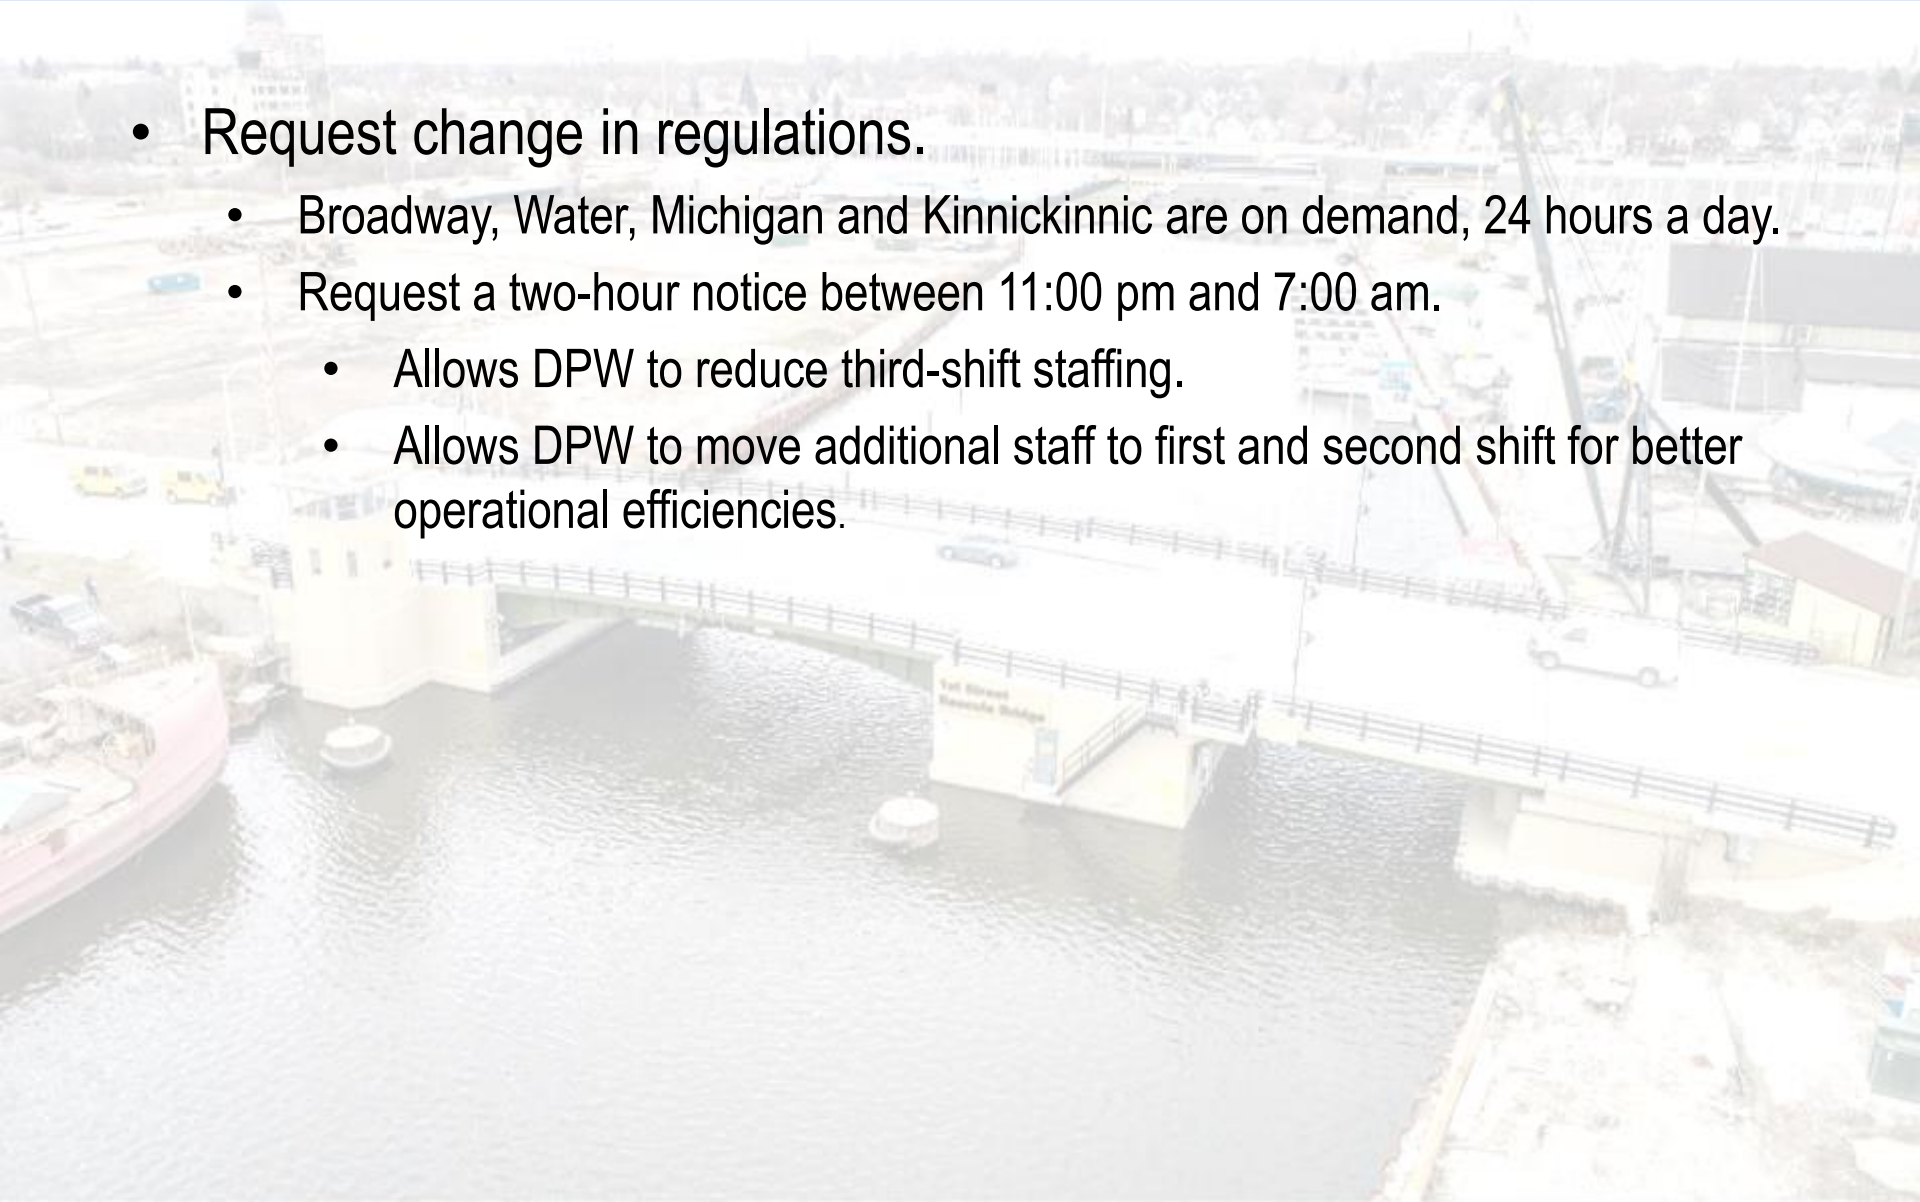 • Request change in regulations.
• Broadway, Water, Michigan and Kinnickinnic are on demand, 24 hours a day.
• Request a two-hour notice between 11:00 pm and 7:00 am.
• Allows DPW to reduce third-shift staffing.
• Allows DPW to move additional staff to first and second shift for better
operational efficiencies.
1st Street